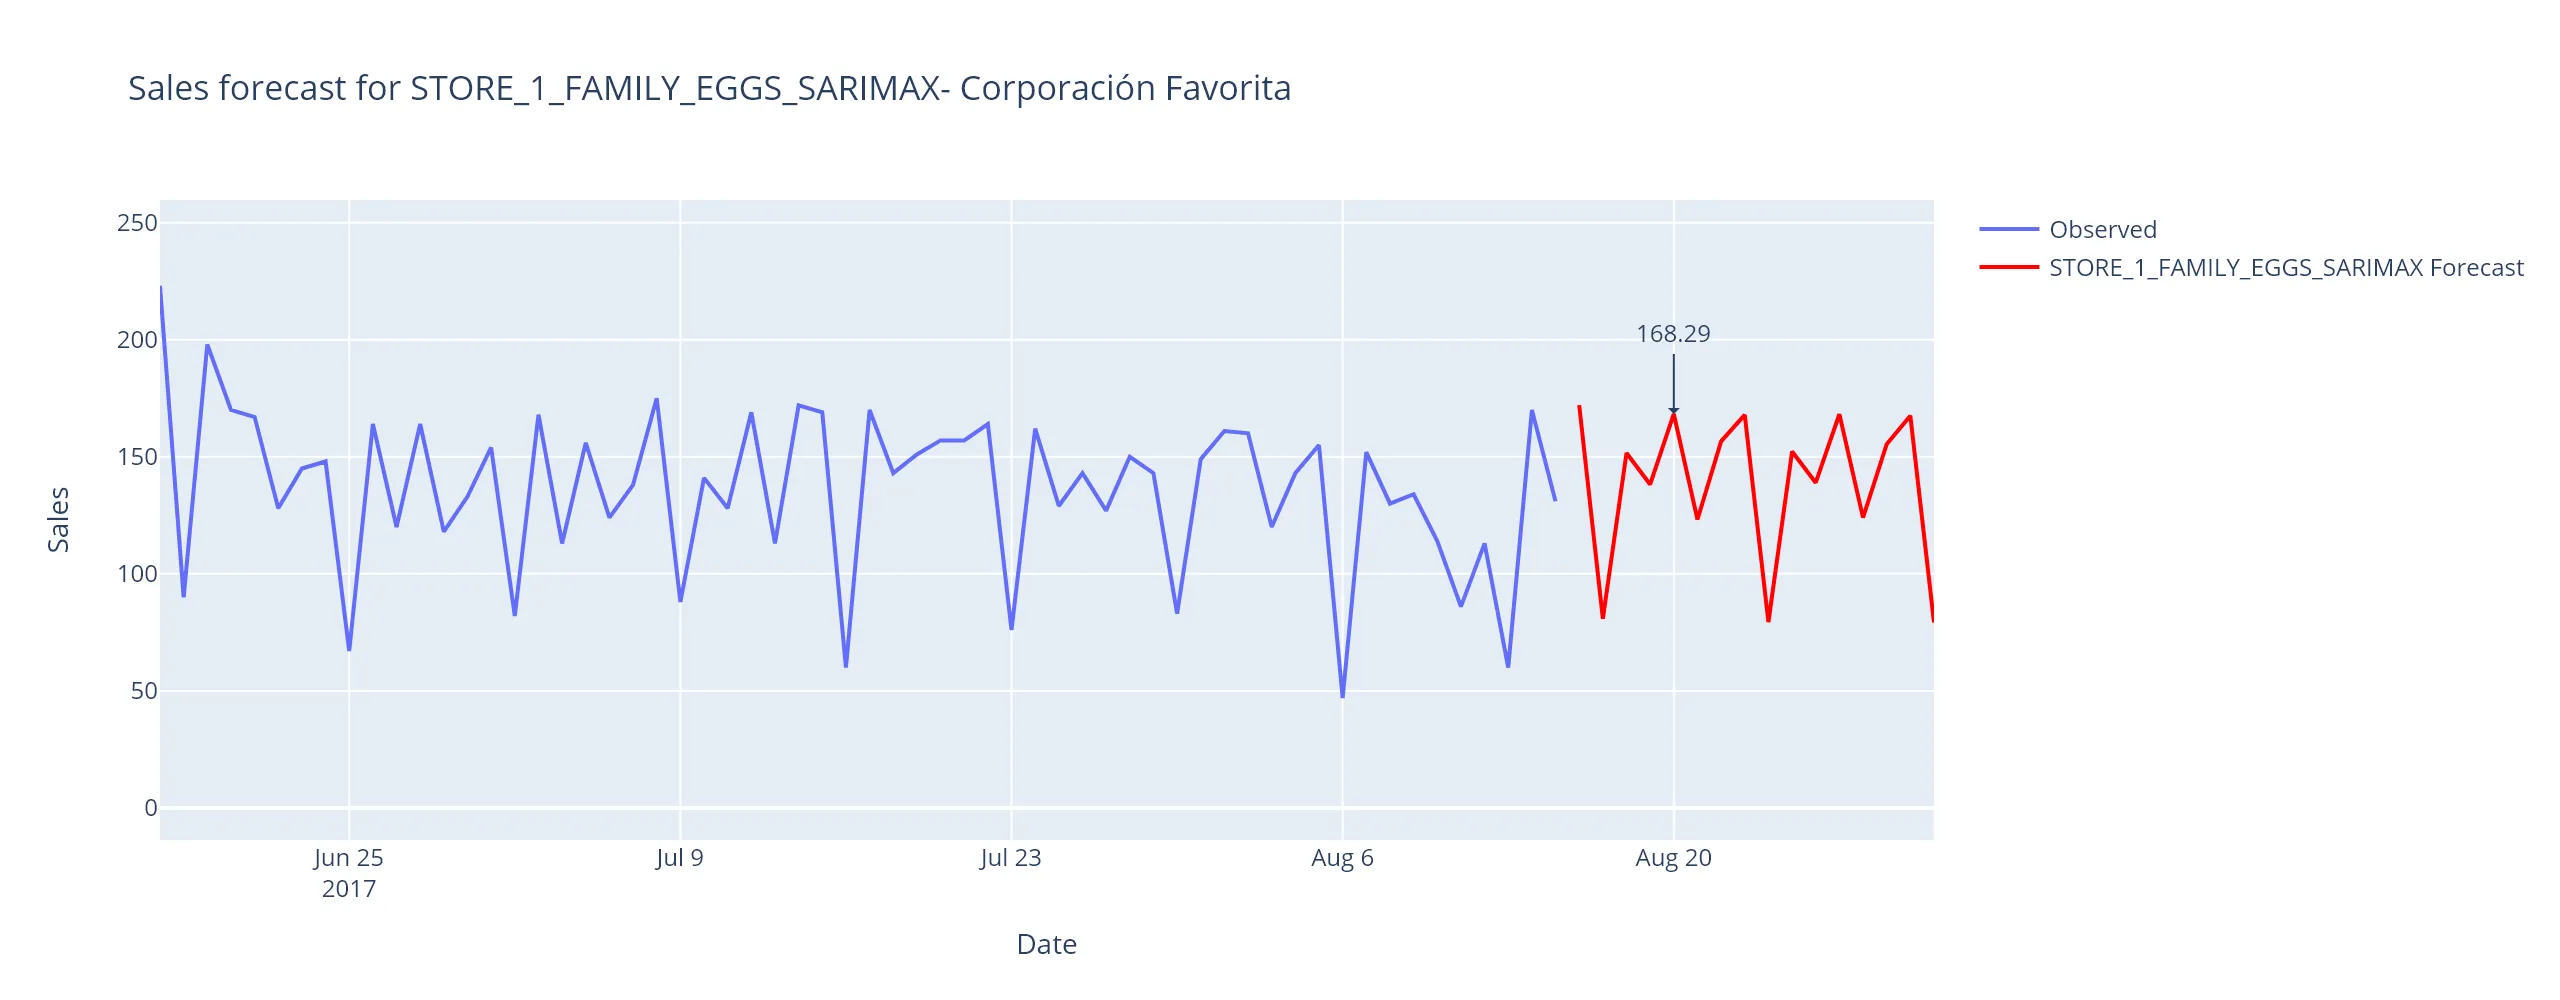 Sales forecast for STORE_1_FAMILY_EGGS_SARIMAX- Corporación Favorita
250
200
150
100
50
0
Sales
168.29
Jun 25
2017
Jul 9
Jul 23
Aug 6
Aug 20
Date
Observed
STORE_1_FAMILY_EGGS_SARIMAX Forecast